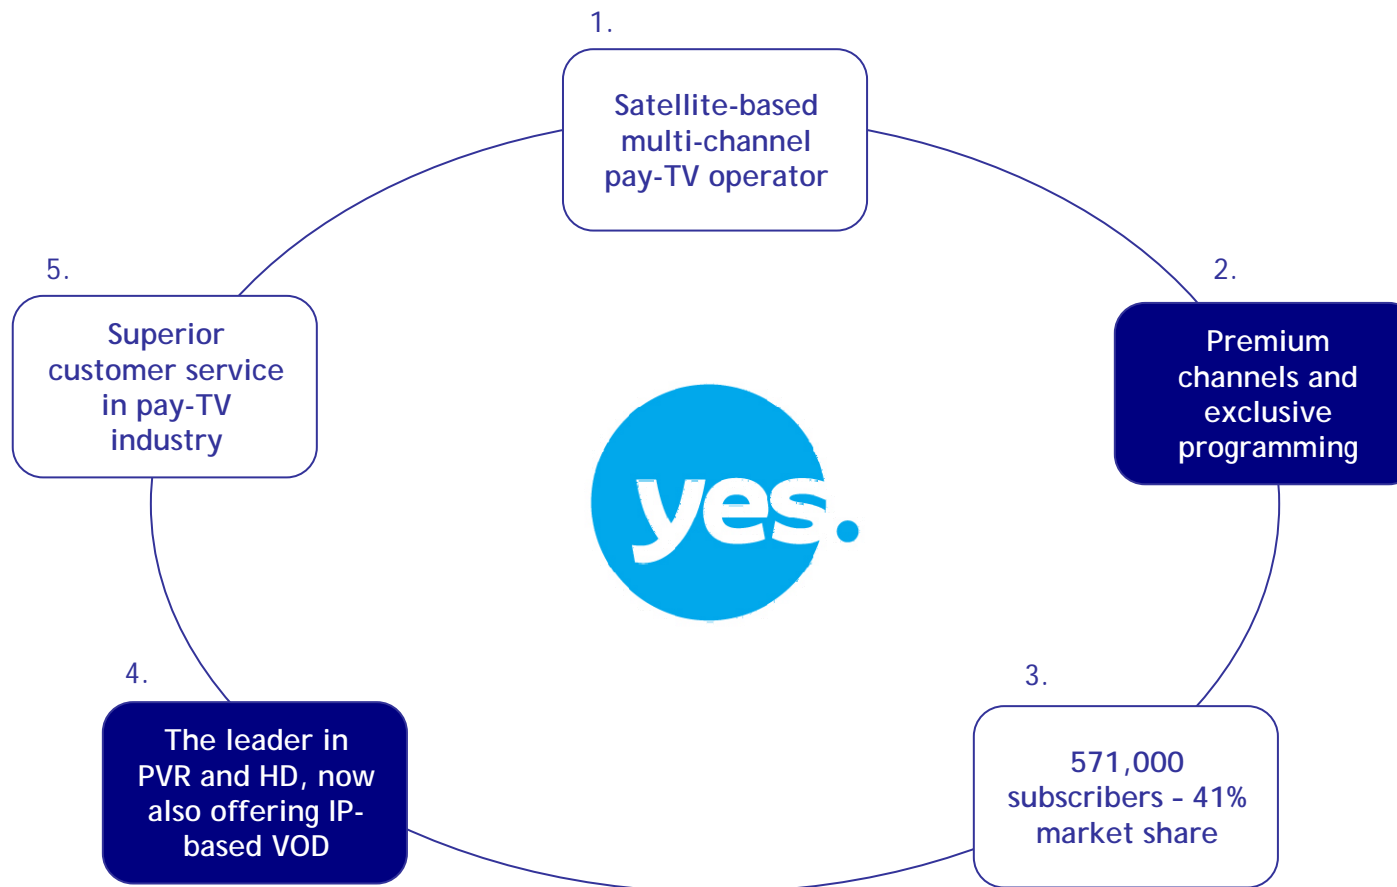 1.
Satellite-based
multi-channel
pay-TV operator
2.
Premium
channels and
exclusive
programming
3.
571,000
subscribers – 41%
market share
4.
The leader in
PVR and HD, now
also offering IP-
based VOD
5.
Superior
customer service
in pay-TV
industry
yes.